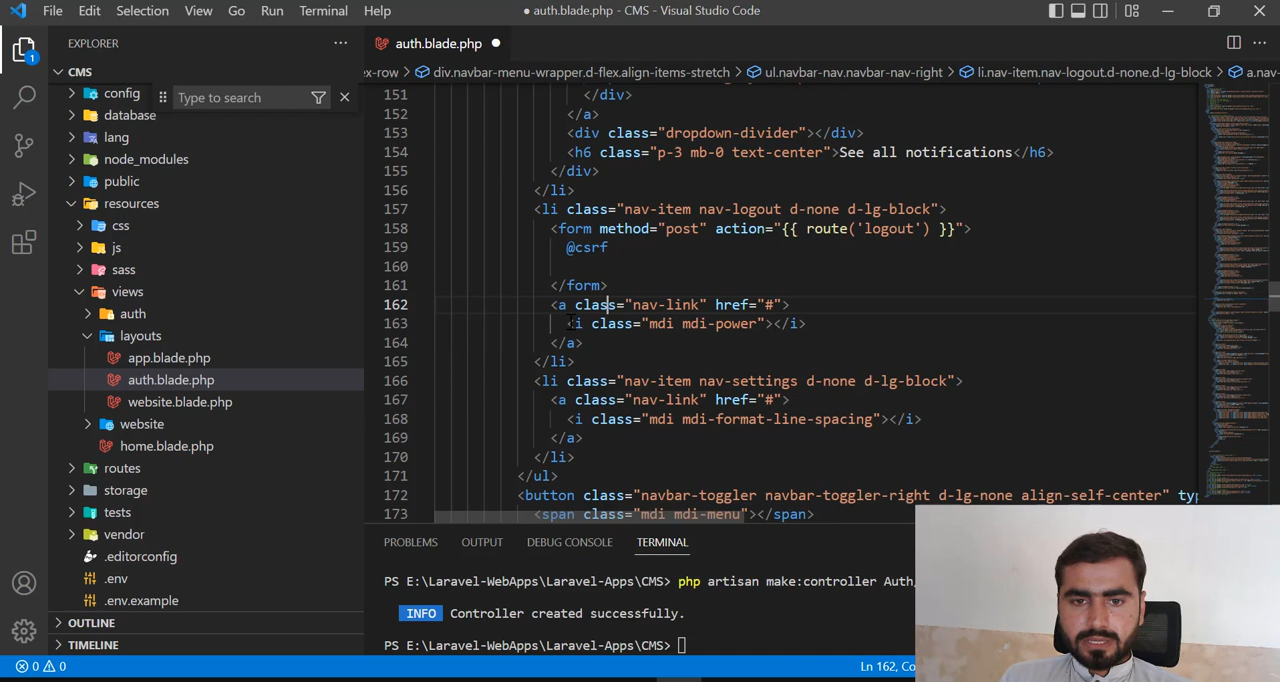 File Edit Selection View Go Run Terminal Help ● auth.blade.php - CMS - Visual Studio Code
EXPLORER
auth.blade.php
1
CMS
ex-row > div.navbar-menu-wrapper.d-flex.align-items-stretch > ul.navbar-nav.navbar-nav-right > li.nav-item.nav-logout.d-none.d-lg-block > a.nav
config
Type to search
database
lang
node_modules
public
resources
css
js
sass
views
auth
layouts
app.blade.php
auth.blade.php
website.blade.php
website
home.blade.php
routes
storage
tests
vendor
.editorconfig
.env
.env.example
OUTLINE
TIMELINE
151 </div>
152 </a>
153 <div class="dropdown-divider"></div>
154 <h6 class="p-3 mb-0 text-center">See all notifications</h6>
155 </div>
156 </li>
157 <li class="nav-item nav-logout d-none d-lg-block">
158 <form method="post" action="{{ route('logout') }}">
159 @csrf
160
161 </form>
162 <a class="nav-link" href="#">
163 <i class="mdi mdi-power"></i>
164 </a>
165 </li>
166 <li class="nav-item nav-settings d-none d-lg-block">
167 <a class="nav-link" href="#">
168 <i class="mdi mdi-format-line-spacing"></i>
169 </a>
170 </li>
171 </ul>
172 <button class="navbar-toggler navbar-toggler-right d-lg-none align-self-center" typ
173 <span class="mdi mdi-menu"></span>
PROBLEMS OUTPUT DEBUG CONSOLE TERMINAL
PS E:\Laravel-WebApps\Laravel-Apps\CMS> php artisan make:controller Auth
INFO Controller created successfully.
PS E:\Laravel-WebApps\Laravel-Apps\CMS>
0 0
Ln 162, Co